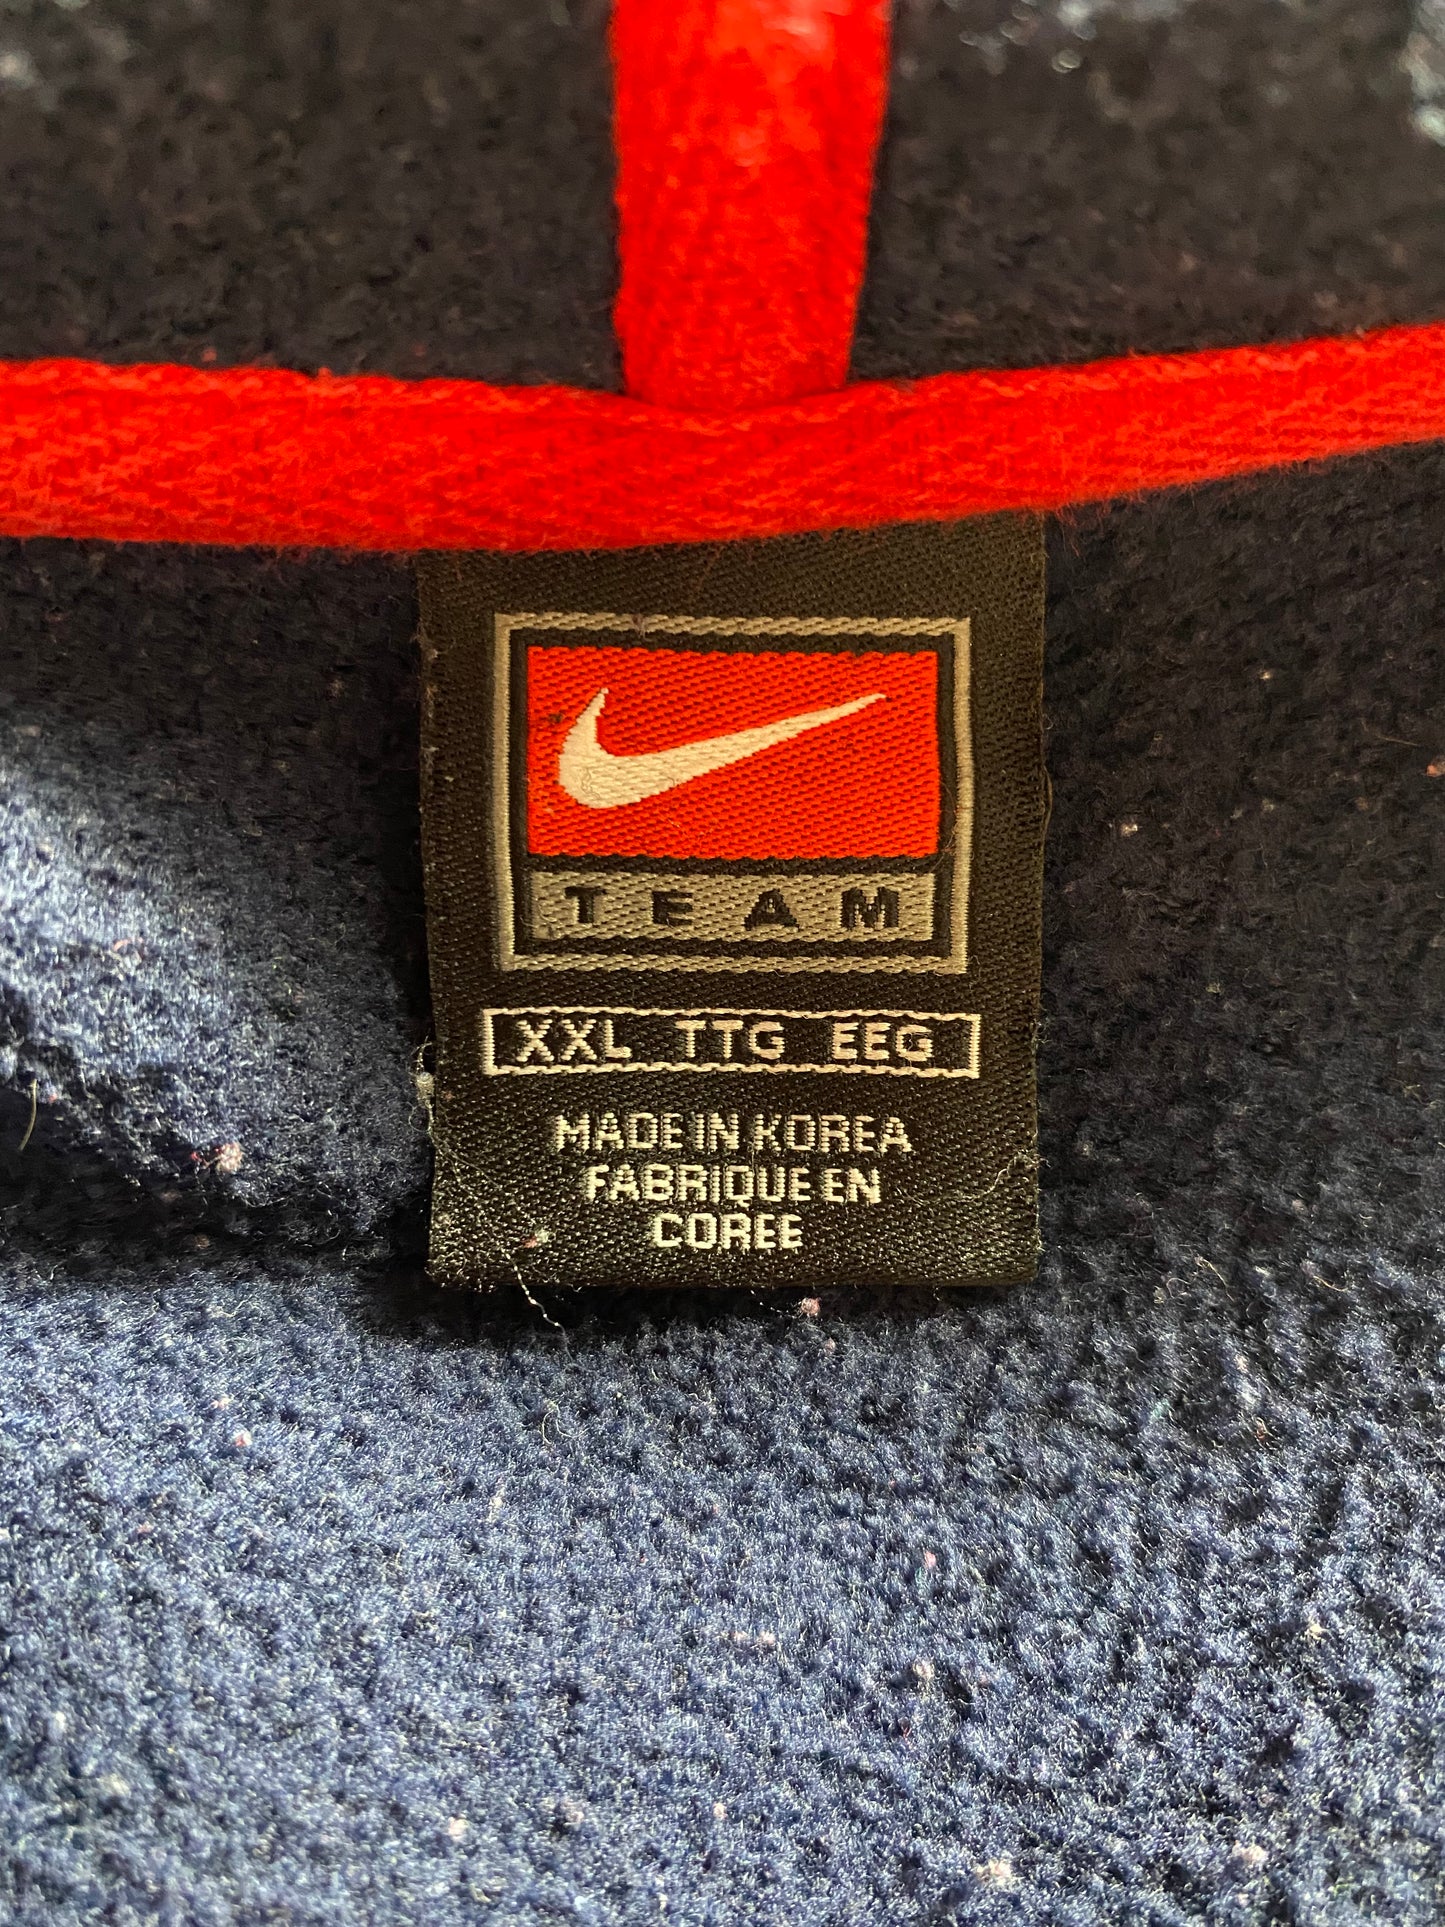 TEAM
XXL TTG EEG
MADE IN KOREA
FABRIQUE EN
COREE